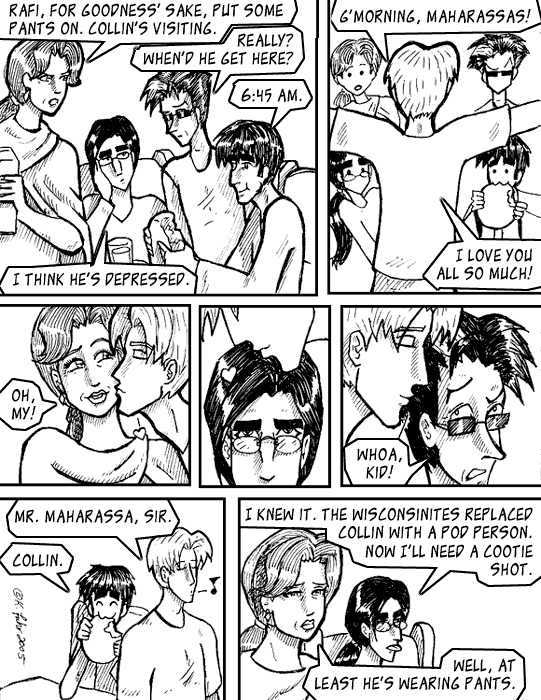 RAFI, FOR GOODNESS' SAKE, PUT SOME
PANTS ON. COLLIN'S VISITING.
REALLY?
WHEN'D HE GET HERE?
6:45 AM.
I THINK HE'S DEPRESSED.
G'MORNING, MAHARASSAS!
I LOVE YOU
ALL SO MUCH!
OH,
MY!
WHOA,
KID!
MR. MAHARASSA, SIR.
COLLIN.
I KNEW IT. THE WISCONSINITES REPLACED
COLLIN WITH A POD PERSON.
NOW I'LL NEED A COOTIE
SHOT.
WELL, AT
LEAST HE'S WEARING PANTS.
2005